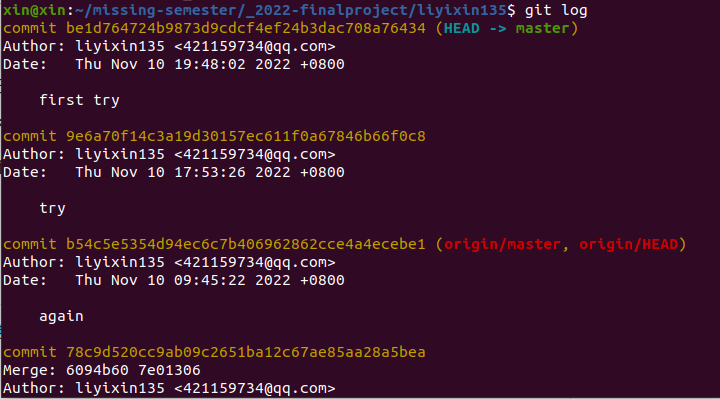 xin@xin:~/missing-semester/_2022-finalproject/liyixin135$ git log
commit be1d764724b9873d9cdcf4ef24b3dac708a76434 (HEAD -> master)
Author: liyixin135 <421159734@qq.com>
Date:   Thu Nov 10 19:48:02 2022 +0800
    first try
commit 9e6a70f14c3a19d30157ec611f0a67846b66f0c8
Author: liyixin135 <421159734@qq.com>
Date:   Thu Nov 10 17:53:26 2022 +0800
    try
commit b54c5e5354d94ec6c7b406962862cce4a4ecebe1 (origin/master, origin/HEAD)
Author: liyixin135 <421159734@qq.com>
Date:   Thu Nov 10 09:45:22 2022 +0800
    again
commit 78c9d520cc9ab09c2651ba12c67ae85aa28a5bea
Merge: 6094b60 7e01306
Author: liyixin135 <421159734@qq.com>